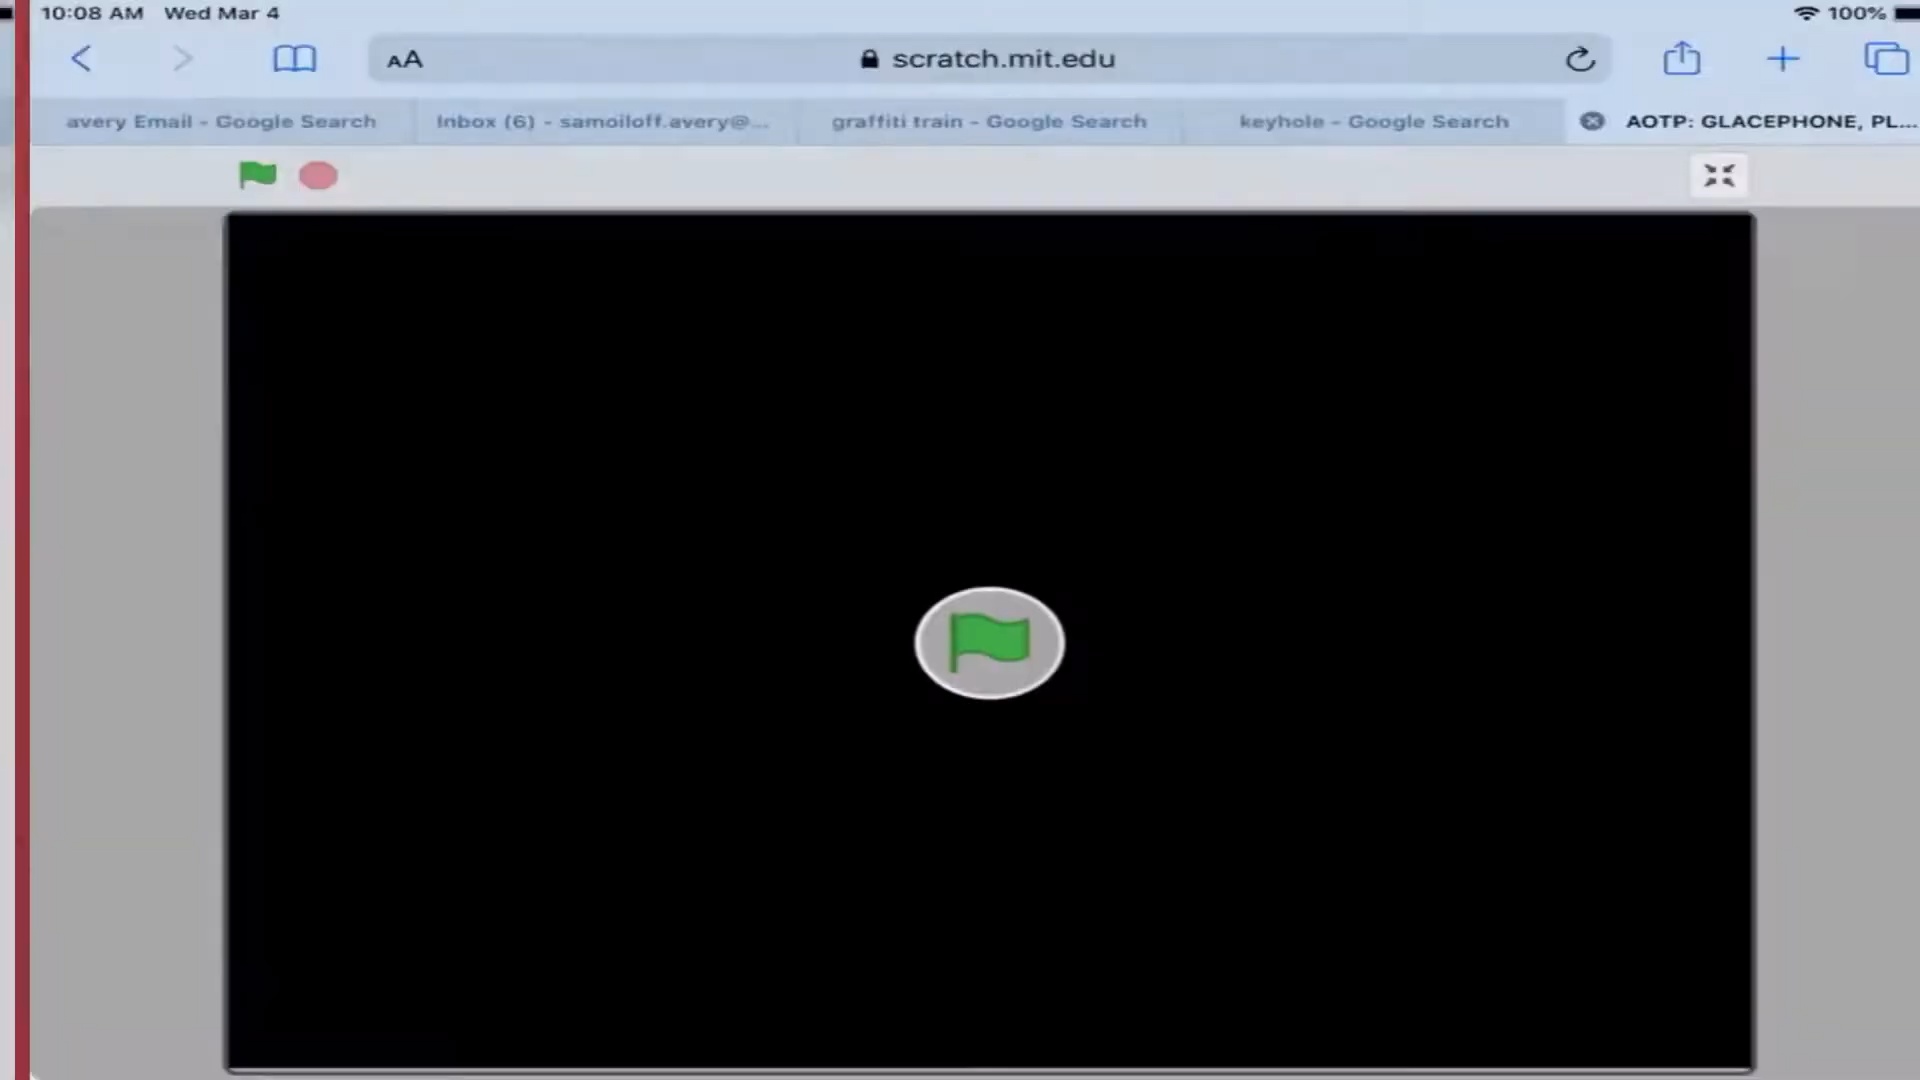 10:08 AM Wed Mar 4
100%
AA
scratch.mit.edu
avery Email - Google Search
Inbox (6) - samoiloff.avery@...
graffiti train - Google Search
keyhole - Google Search
AOTP: GLACEPHONE, PL...